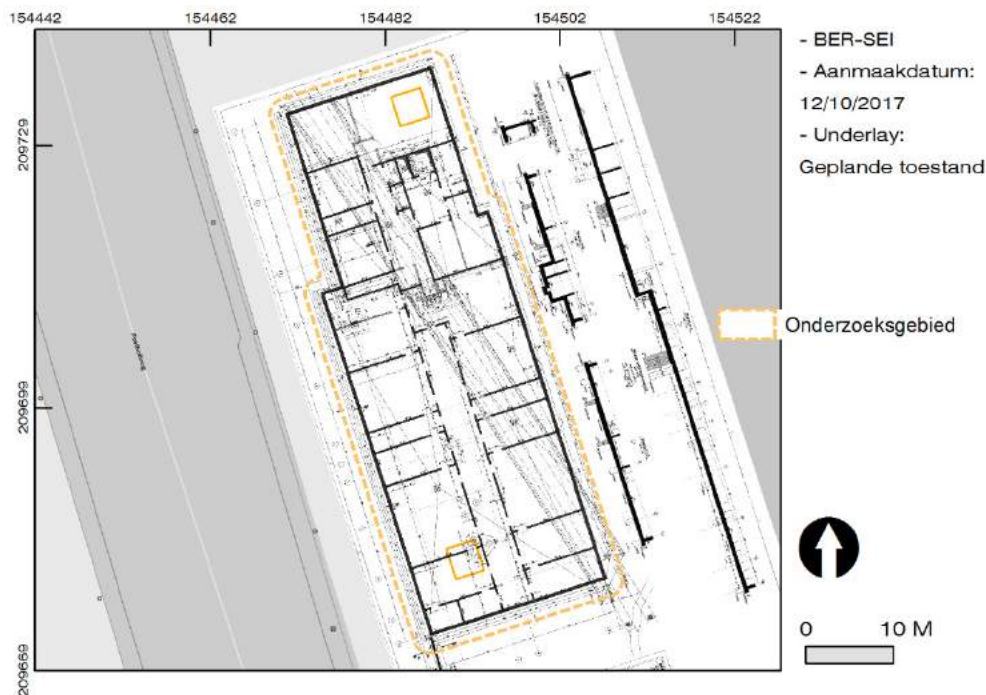 154442 154462 154482 154502 154522
209729
209699
209669
- BER-SEI
- Aanmaakdatum:
12/10/2017
- Underlay:
Geplande toestand
Onderzoeksgebied
0 10 M